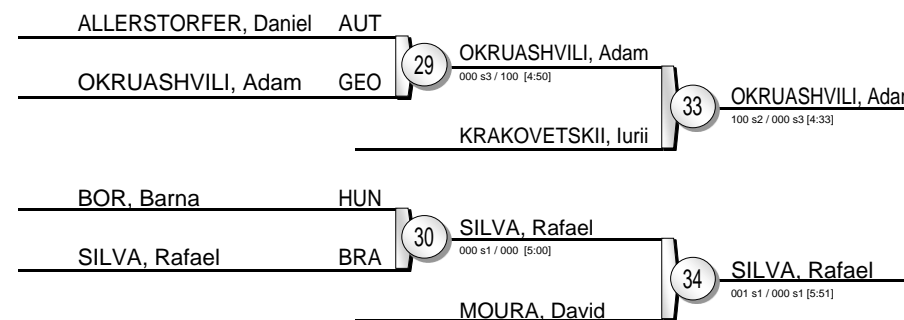 ALLERSTORFER, Daniel AUT
OKRUASHVILI, Adam GEO
29
OKRUASHVILI, Adam
000 s3 / 100 [4:50]
KRAKOVETSKII, Iurii
33
OKRUASHVILI, Adam
100 s2 / 000 s3 [4:33]
BOR, Barna HUN
SILVA, Rafael BRA
30
SILVA, Rafael
000 s1 / 000 [5:00]
MOURA, David
34
SILVA, Rafael
001 s1 / 000 s1 [5:51]